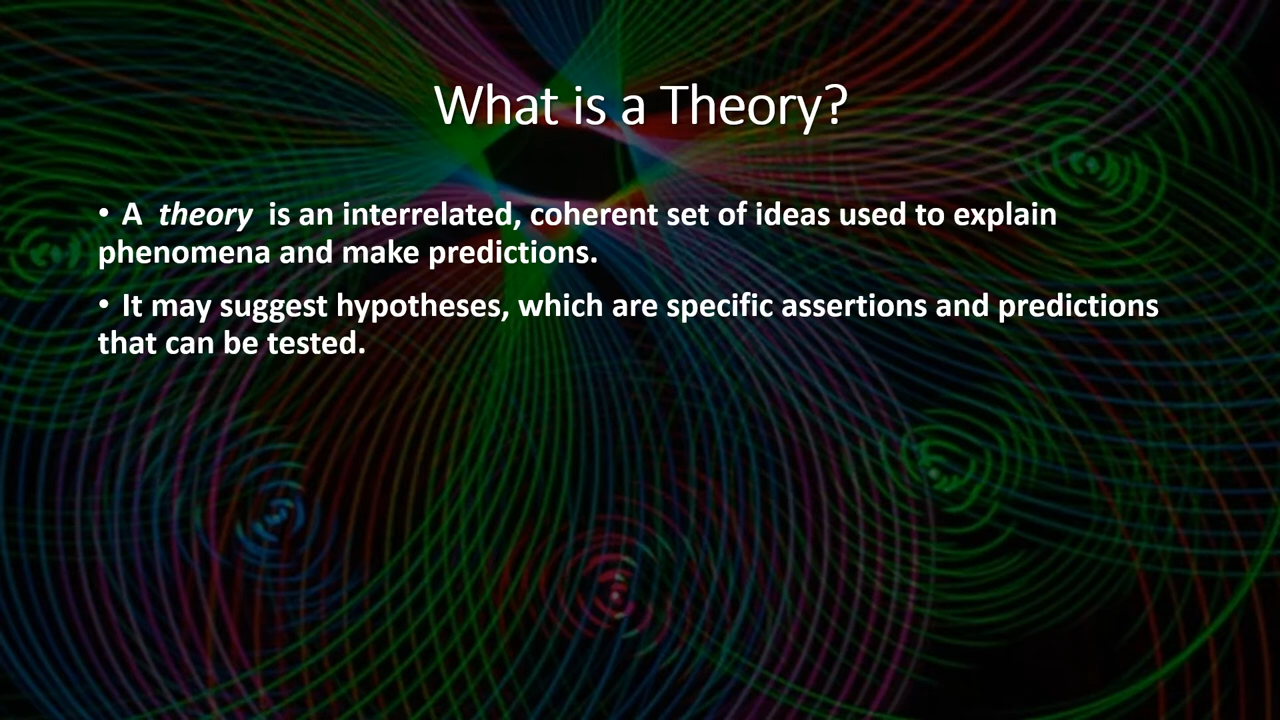 What is a Theory?
• A theory is an interrelated, coherent set of ideas used to explain
phenomena and make predictions.
• It may suggest hypotheses, which are specific assertions and predictions
that can be tested.